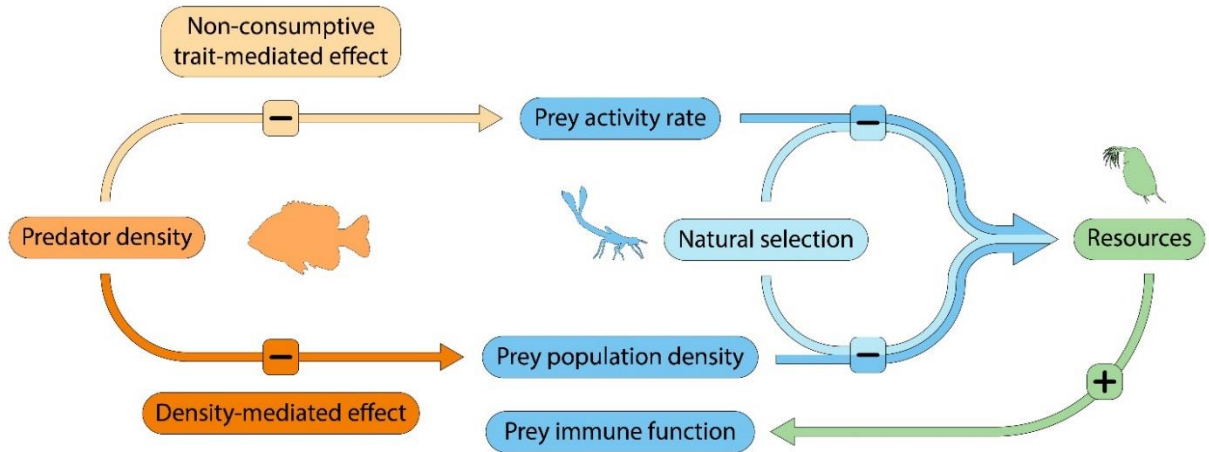 Non-consumptive
trait-mediated effect
−
Prey activity rate
−
Predator density
Natural selection
Resources
−
Prey population density
−
+
Density-mediated effect
Prey immune function